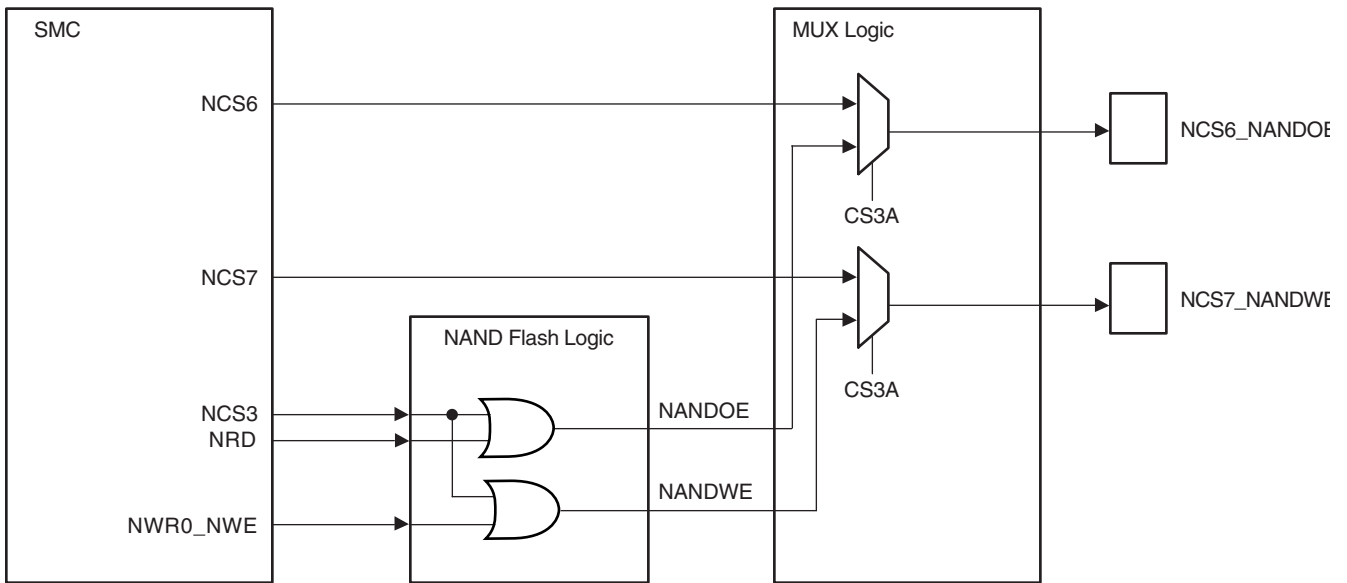 SMC
MUX Logic
NCS6
NCS6_NANDOE
CS3A
NCS7
NCS7_NANDWE
NAND Flash Logic
CS3A
NCS3
NANDOE
NRD
NANDWE
NWR0_NWE